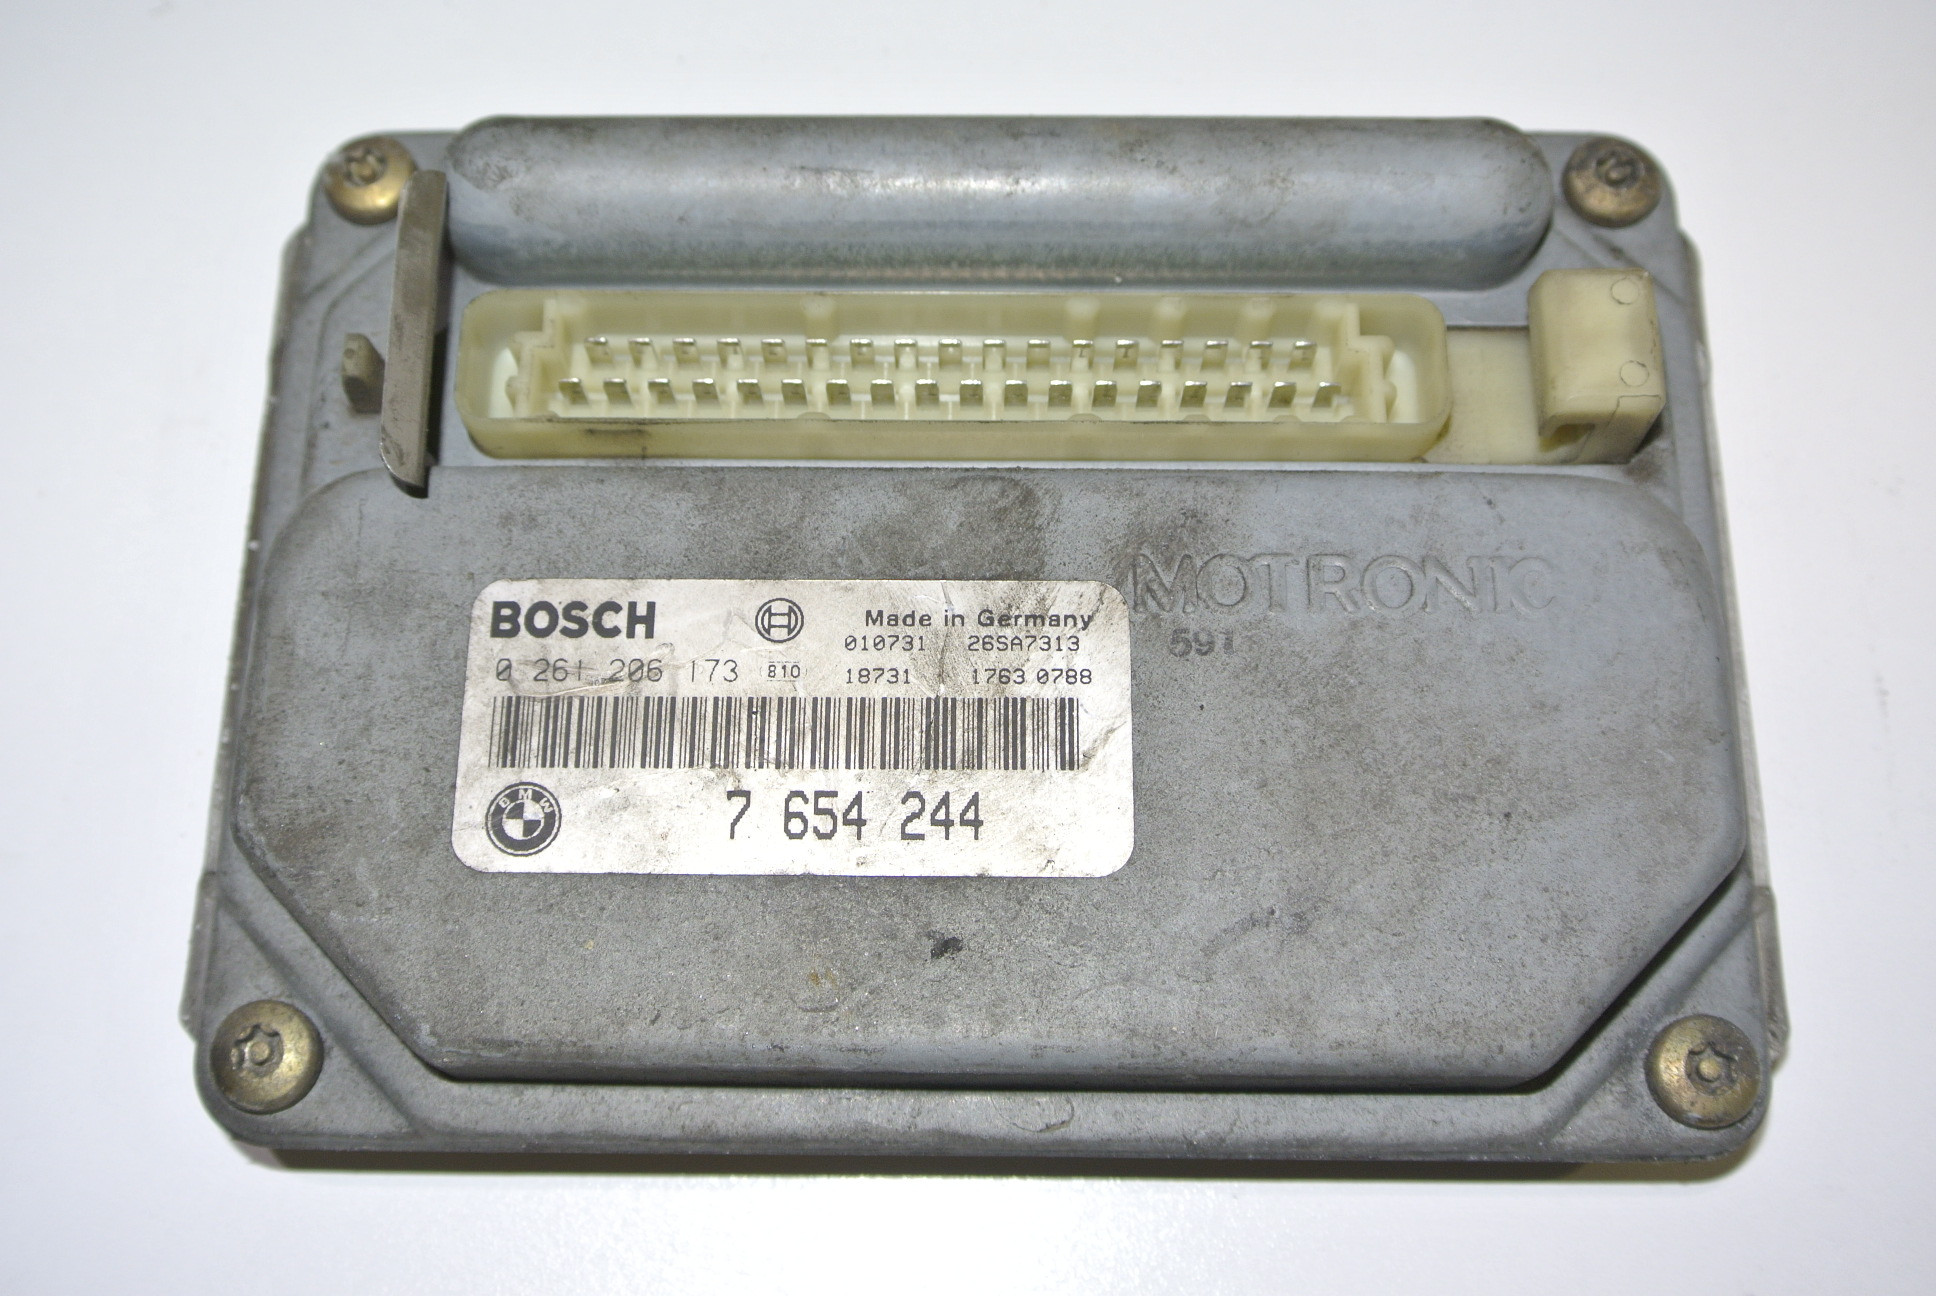 MOTRONIC
591
BOSCH Made in Germany
010731 26SA7313
0 261 206 173 810 18731 1763 0788
BMW
7 654 244